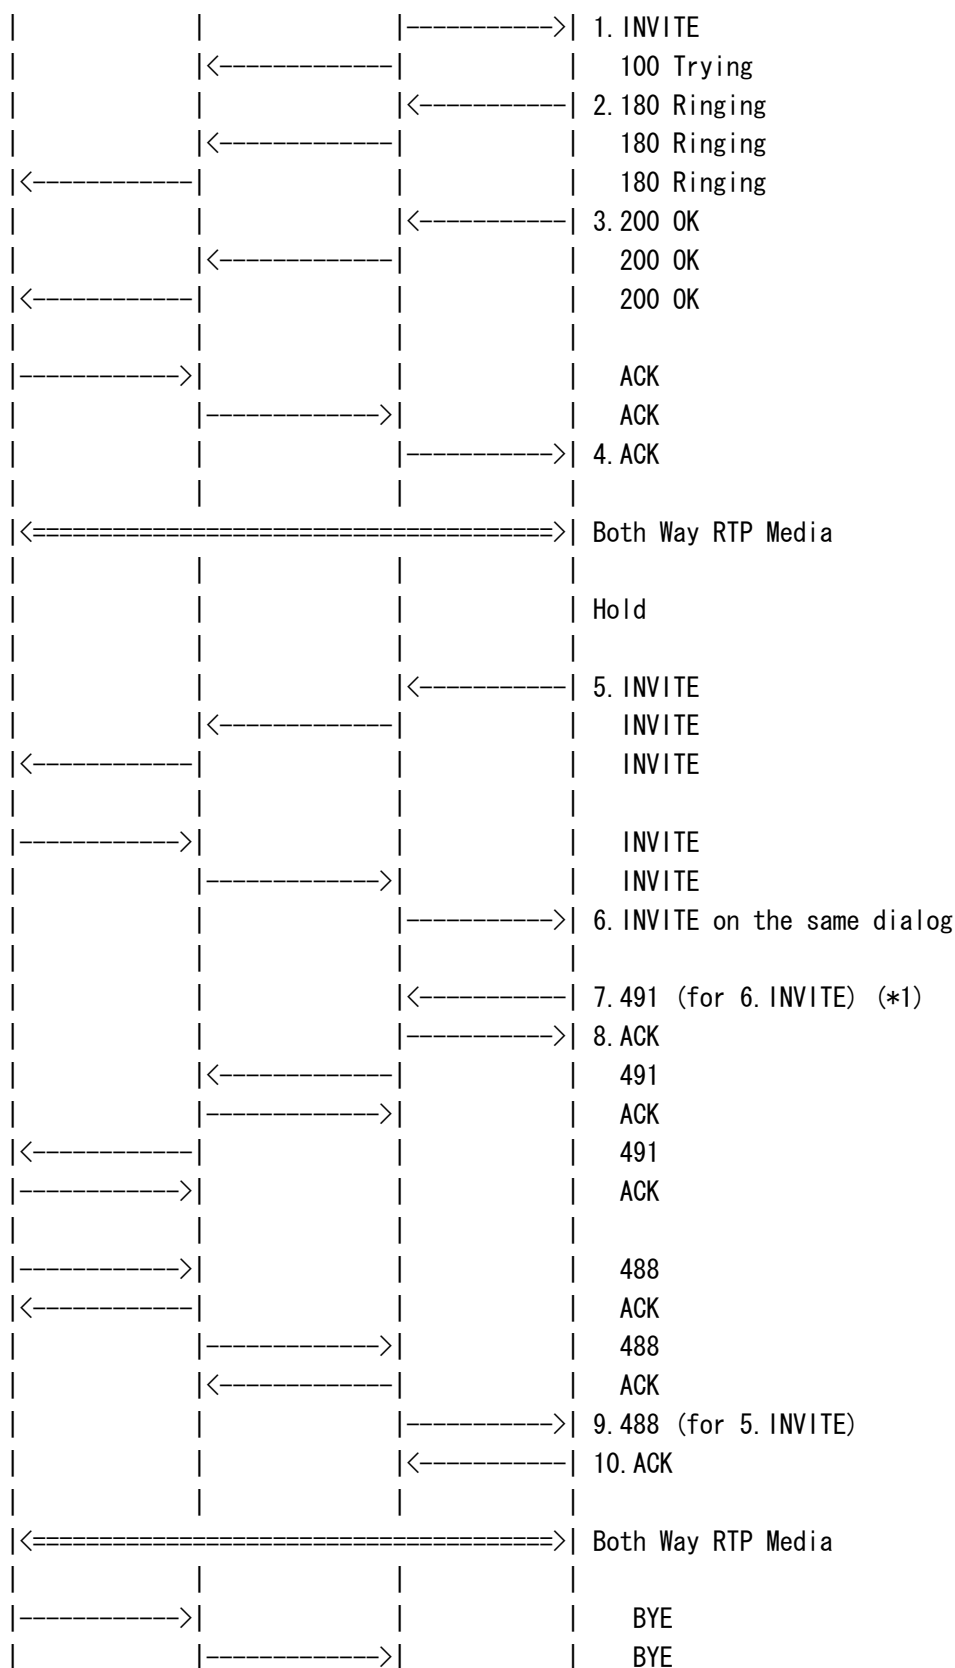 1. INVITE
100 Trying
2. 180 Ringing
180 Ringing
180 Ringing
3. 200 OK
200 OK
200 OK
ACK
ACK
4. ACK
Both Way RTP Media
Hold
5. INVITE
INVITE
INVITE
INVITE
INVITE
6. INVITE on the same dialog
7. 491 (for 6. INVITE) (*1)
8. ACK
491
ACK
491
ACK
488
ACK
488
ACK
9. 488 (for 5. INVITE)
10. ACK
Both Way RTP Media
BYE
BYE